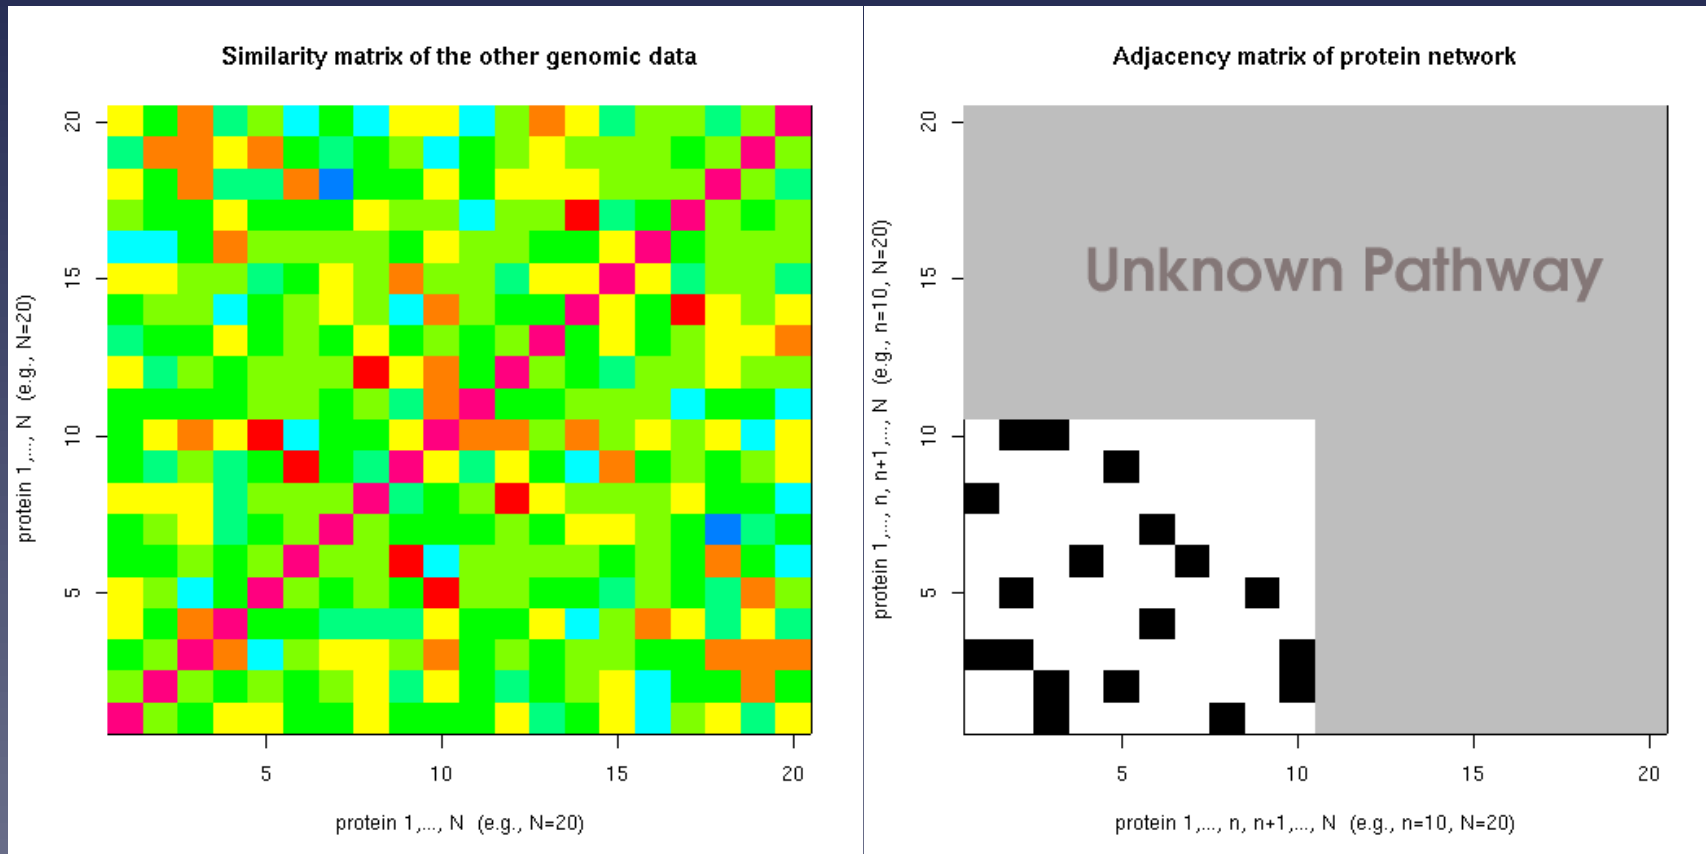 Similarity matrix of the other genomic data
20
15
10
5
protein 1,..., N (e.g., N=20)
5 10 15 20
protein 1,..., N (e.g., N=20)
Adjacency matrix of protein network
20
15
10
5
protein 1,..., n, n+1,..., N (e.g., n=10, N=20)
Unknown Pathway
5 10 15 20
protein 1,..., n, n+1,..., N (e.g., n=10, N=20)